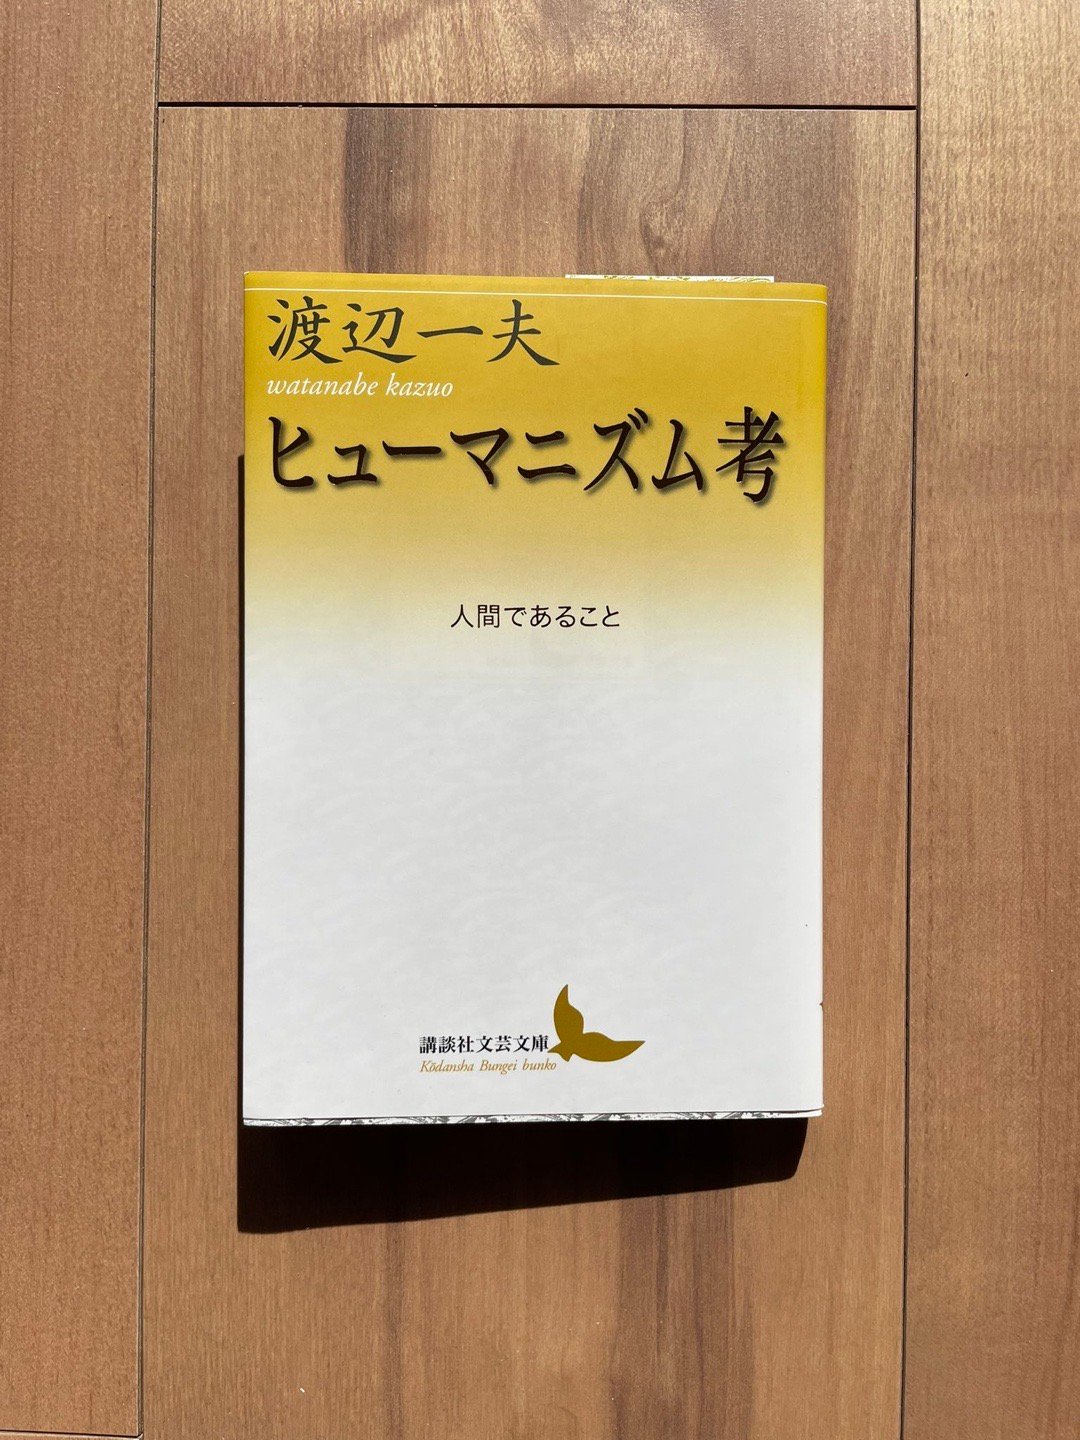 渡辺一夫
watanabe kazuo
ヒューマニズム考
人間であること
講談社文芸文庫
Kōdansha Bungei bunko